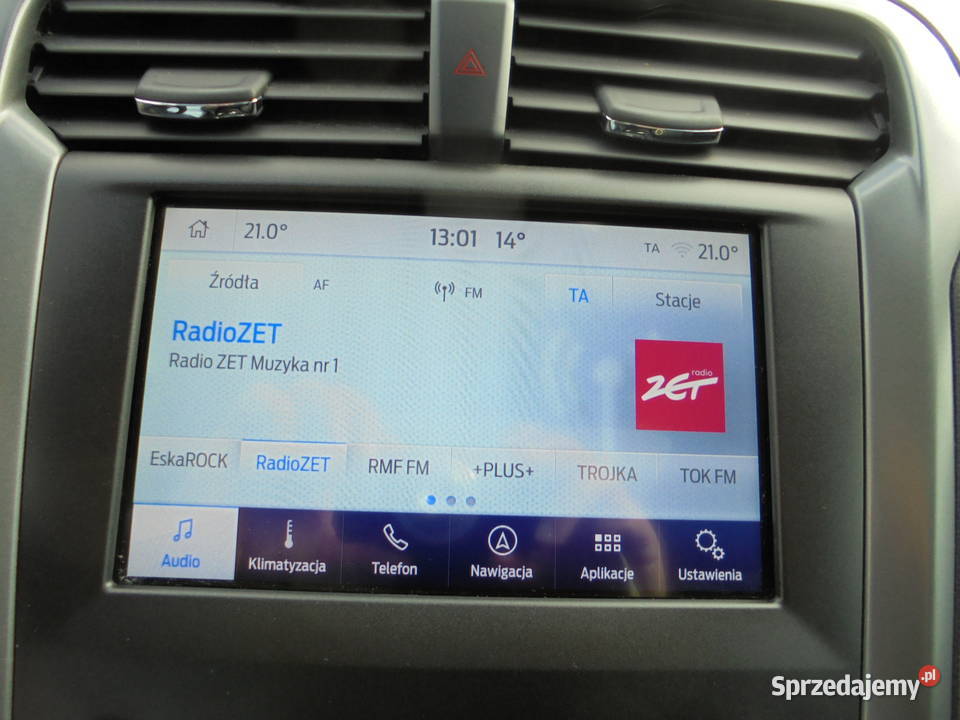 21.0°
13:01 14°
TA 21.0°
Źródła
AF
FM
TA
Stacje
RadioZET
Radio ZET Muzyka nr 1
radio
ZET
EskaROCK
RadioZET
RMF FM
+PLUS+
TROJKA
TOK FM
Audio
Klimatyzacja
Telefon
Nawigacja
Aplikacje
Ustawienia
Sprzedajemy.pl